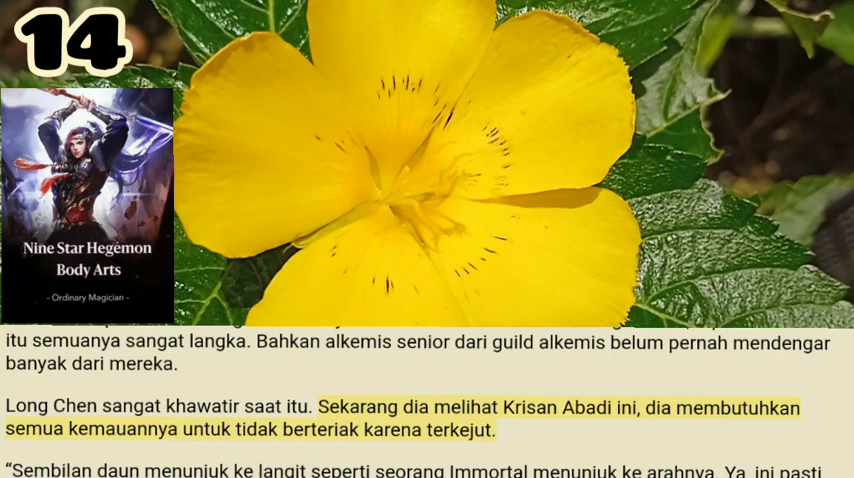 14
Nine Star Hegemon
Body Arts
- Ordinary Magician -
itu semuanya sangat langka. Bahkan alkemis senior dari guild alkemis belum pernah mendengar
banyak dari mereka.
Long Chen sangat khawatir saat itu. Sekarang dia melihat Krisan Abadi ini, dia membutuhkan
semua kemauannya untuk tidak berteriak karena terkejut.
“Sembilan daun menunjuk ke langit seperti seorang Immortal menunjuk ke arahnya. Ya, ini pasti